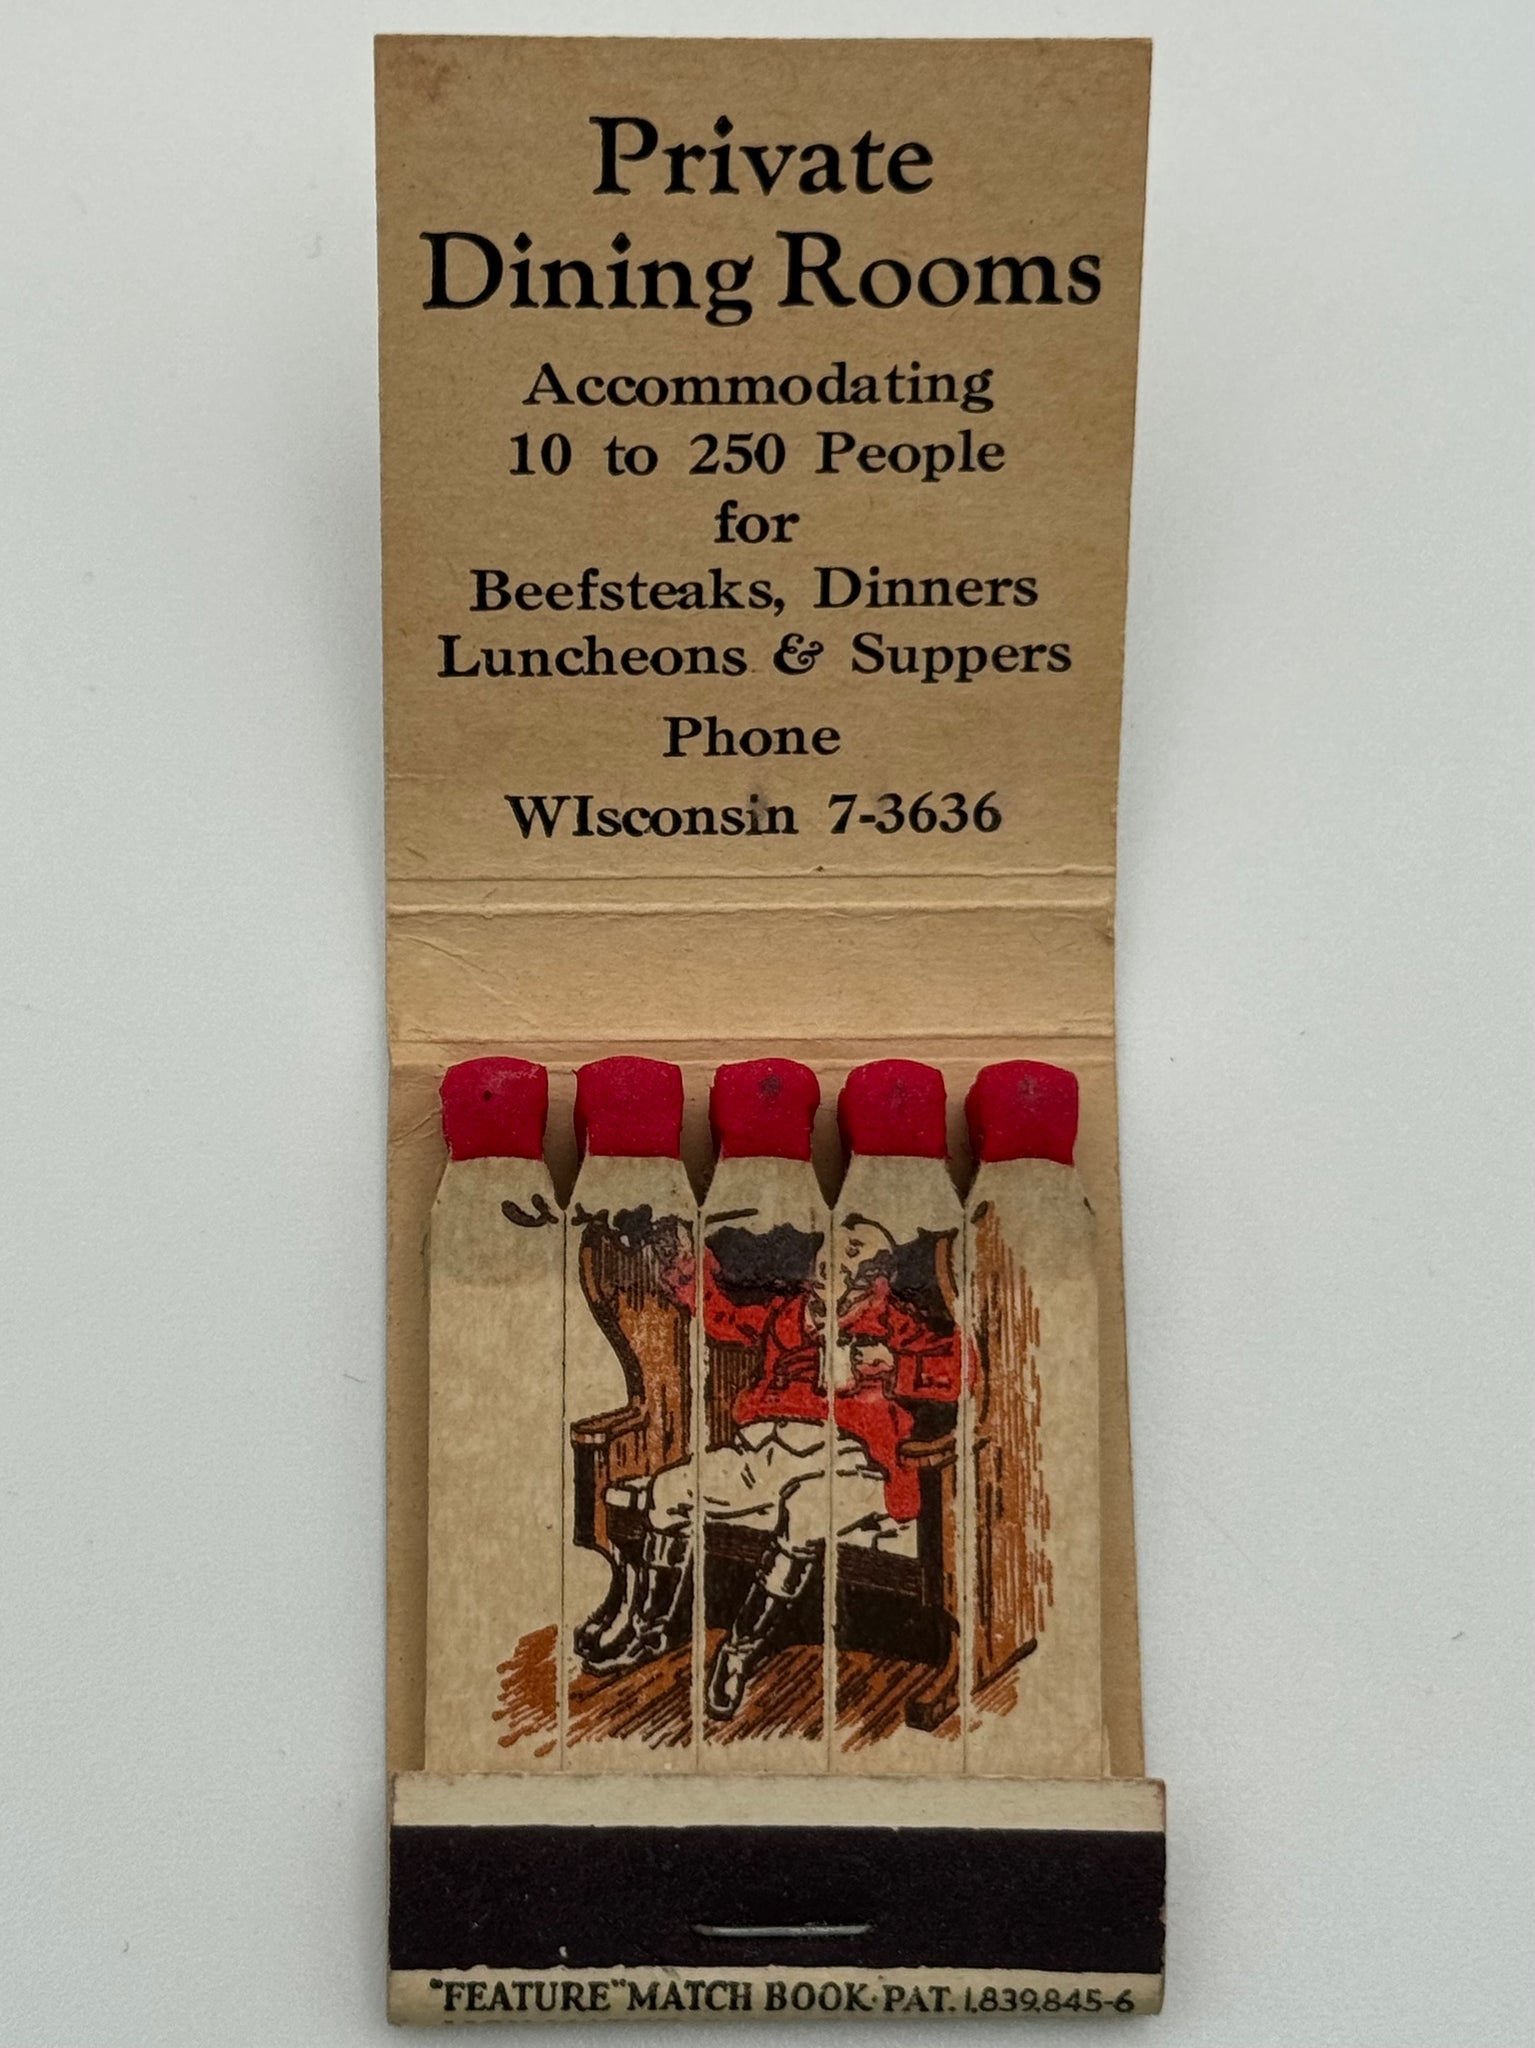 Private
Dining Rooms
Accommodating
10 to 250 People
for
Beefsteaks, Dinners
Luncheons & Suppers
Phone
WIsconsin 7-3636
"FEATURE" MATCH BOOK · PAT. 1,839,845-6